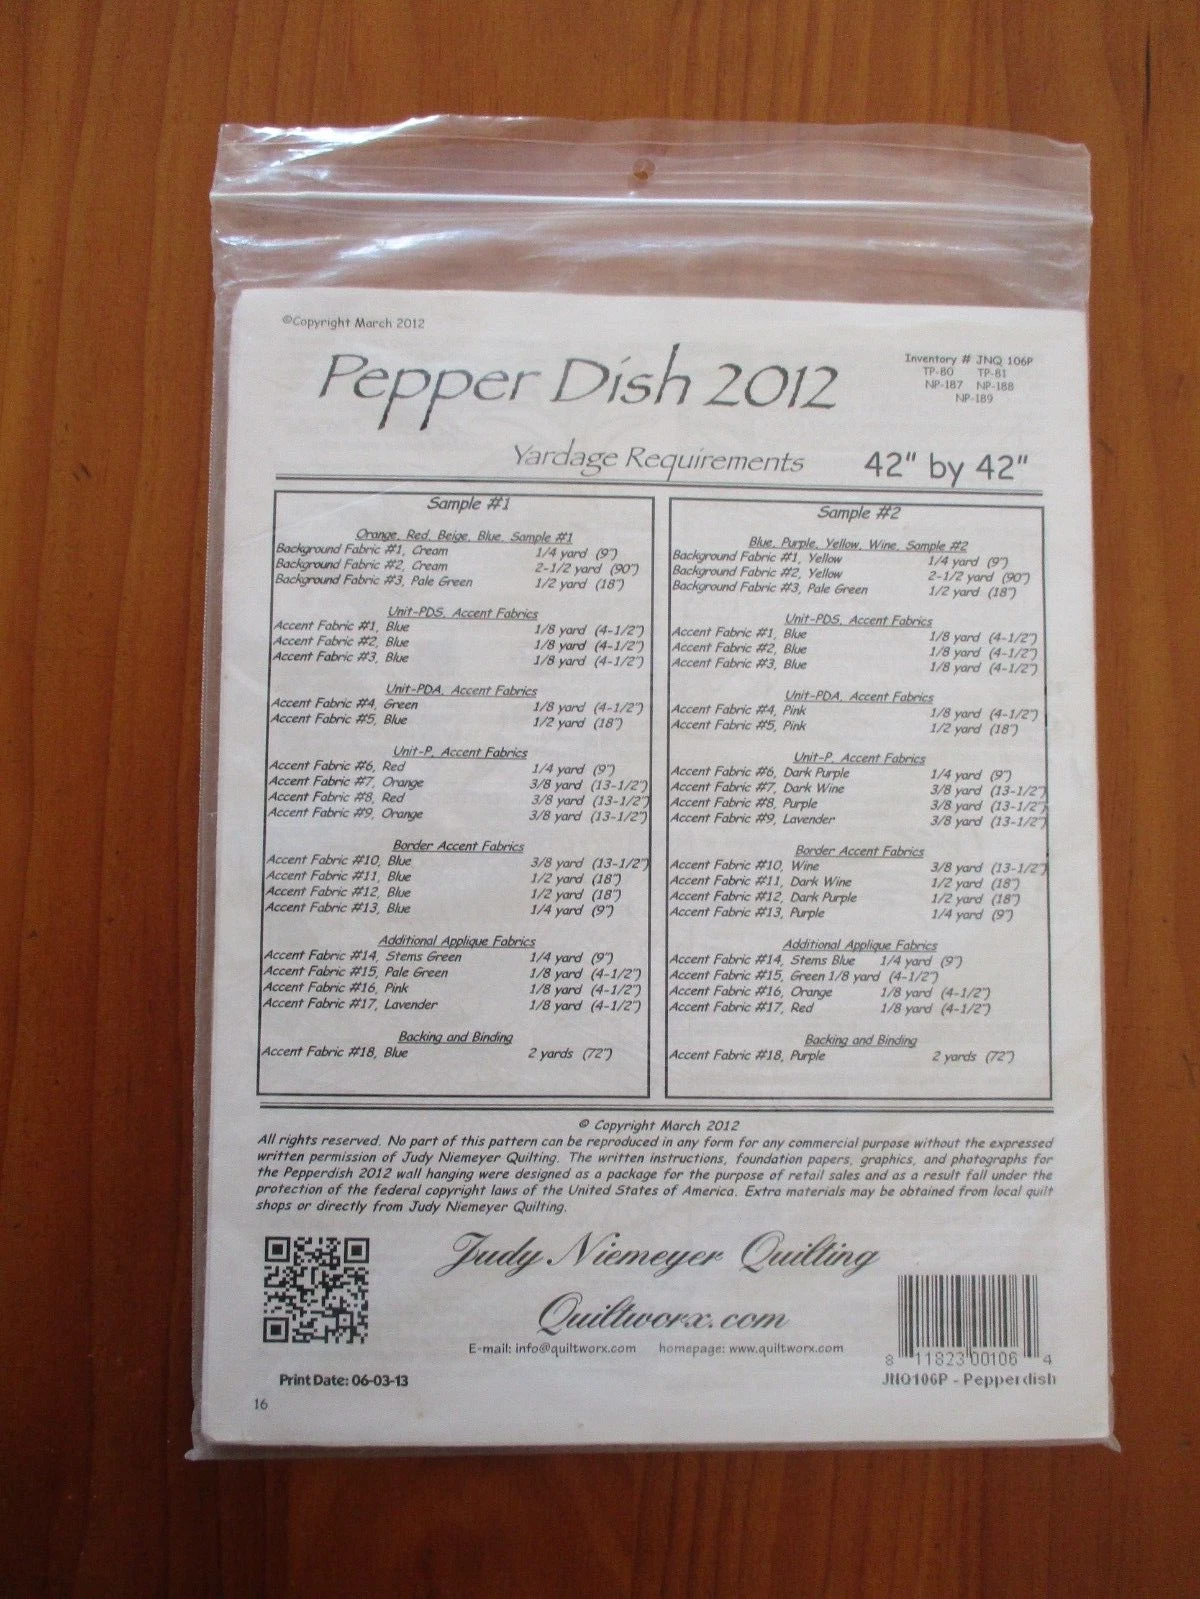 ©Copyright March 2012
Pepper Dish 2012
Inventory # JNQ 106P
TP-80 TP-81
NP-187 NP-188
NP-189
Yardage Requirements 42" by 42"
Sample #1
Orange, Red, Beige, Blue, Sample #1
Background Fabric #1, Cream 1/4 yard (9")
Background Fabric #2, Cream 2-1/2 yard (90")
Background Fabric #3, Pale Green 1/2 yard (18")
Unit-PDS, Accent Fabrics
Accent Fabric #1, Blue 1/8 yard (4-1/2")
Accent Fabric #2, Blue 1/8 yard (4-1/2")
Accent Fabric #3, Blue 1/8 yard (4-1/2")
Unit-PDA, Accent Fabrics
Accent Fabric #4, Green 1/8 yard (4-1/2")
Accent Fabric #5, Blue 1/2 yard (18")
Unit-P, Accent Fabrics
Accent Fabric #6, Red 1/4 yard (9")
Accent Fabric #7, Orange 3/8 yard (13-1/2")
Accent Fabric #8, Red 3/8 yard (13-1/2")
Accent Fabric #9, Orange 3/8 yard (13-1/2")
Border Accent Fabrics
Accent Fabric #10, Blue 3/8 yard (13-1/2")
Accent Fabric #11, Blue 1/2 yard (18")
Accent Fabric #12, Blue 1/2 yard (18")
Accent Fabric #13, Blue 1/4 yard (9")
Additional Applique Fabrics
Accent Fabric #14, Stems Green 1/4 yard (9")
Accent Fabric #15, Pale Green 1/8 yard (4-1/2")
Accent Fabric #16, Pink 1/8 yard (4-1/2")
Accent Fabric #17, Lavender 1/8 yard (4-1/2")
Backing and Binding
Accent Fabric #18, Blue 2 yards (72")
Sample #2
Blue, Purple, Yellow, Wine, Sample #2
Background Fabric #1, Yellow 1/4 yard (9")
Background Fabric #2, Yellow 2-1/2 yard (90")
Background Fabric #3, Pale Green 1/2 yard (18")
Unit-PDS, Accent Fabrics
Accent Fabric #1, Blue 1/8 yard (4-1/2")
Accent Fabric #2, Blue 1/8 yard (4-1/2")
Accent Fabric #3, Blue 1/8 yard (4-1/2")
Unit-PDA, Accent Fabrics
Accent Fabric #4, Pink 1/8 yard (4-1/2")
Accent Fabric #5, Pink 1/2 yard (18")
Unit-P, Accent Fabrics
Accent Fabric #6, Dark Purple 1/4 yard (9")
Accent Fabric #7, Dark Wine 3/8 yard (13-1/2")
Accent Fabric #8, Purple 3/8 yard (13-1/2")
Accent Fabric #9, Lavender 3/8 yard (13-1/2")
Border Accent Fabrics
Accent Fabric #10, Wine 3/8 yard (13-1/2")
Accent Fabric #11, Dark Wine 1/2 yard (18")
Accent Fabric #12, Dark Purple 1/2 yard (18")
Accent Fabric #13, Purple 1/4 yard (9")
Additional Applique Fabrics
Accent Fabric #14, Stems Blue 1/4 yard (9")
Accent Fabric #15, Green 1/8 yard (4-1/2")
Accent Fabric #16, Orange 1/8 yard (4-1/2")
Accent Fabric #17, Red 1/8 yard (4-1/2")
Backing and Binding
Accent Fabric #18, Purple 2 yards (72")
© Copyright March 2012
All rights reserved. No part of this pattern can be reproduced in any form for any commercial purpose without the expressed
written permission of Judy Niemeyer Quilting. The written instructions, foundation papers, graphics, and photographs for
the Pepperdish 2012 wall hanging were designed as a package for the purpose of retail sales and as a result fall under the
protection of the federal copyright laws of the United States of America. Extra materials may be obtained from local quilt
shops or directly from Judy Niemeyer Quilting.
Judy Niemeyer Quilting
Quiltworx.com
E-mail: info@quiltworx.com homepage: www.quiltworx.com
8 11823 00106 4
JNQ106P - Pepperdish
Print Date: 06-03-13
16